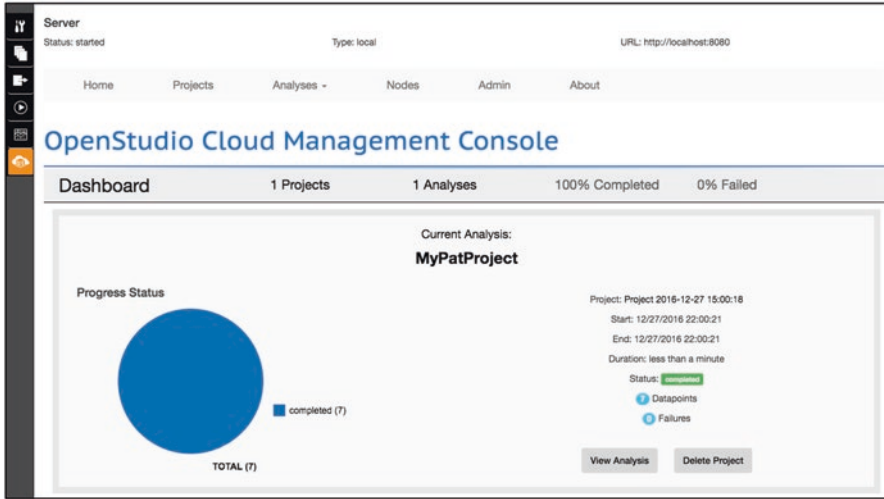 Server
Status: started Type: local URL: http://localhost:8080
Home Projects Analyses Nodes Admin About
OpenStudio Cloud Management Console
Dashboard 1 Projects 1 Analyses 100% Completed 0% Failed
Current Analysis:
MyPatProject
Progress Status
completed (7)
TOTAL (7)
Project: Project 2016-12-27 15:00:18
Start: 12/27/2016 22:00:21
End: 12/27/2016 22:00:21
Duration: less than a minute
Status: completed
7 Datapoints
0 Failures
View Analysis Delete Project